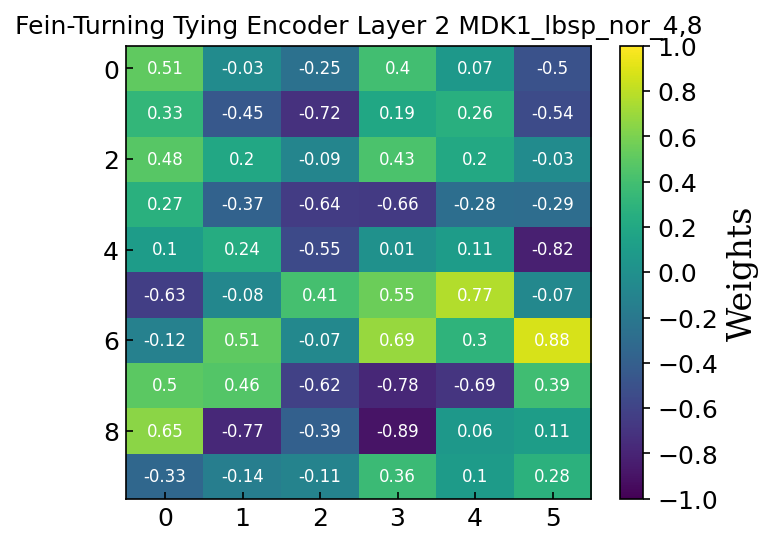 Fein-Turning Tying Encoder Layer 2 MDK1_lbsp_nor_4,8
0 0.51 -0.03 -0.25 0.4 0.07 -0.5
0.33 -0.45 -0.72 0.19 0.26 -0.54
2 0.48 0.2 -0.09 0.43 0.2 -0.03
0.27 -0.37 -0.64 -0.66 -0.28 -0.29
4 0.1 0.24 -0.55 0.01 0.11 -0.82
-0.63 -0.08 0.41 0.55 0.77 -0.07
6 -0.12 0.51 -0.07 0.69 0.3 0.88
0.5 0.46 -0.62 -0.78 -0.69 0.39
8 0.65 -0.77 -0.39 -0.89 0.06 0.11
-0.33 -0.14 -0.11 0.36 0.1 0.28
0 1 2 3 4 5
1.0
0.8
0.6
0.4
0.2
0.0
−0.2
−0.4
−0.6
−0.8
−1.0
Weights